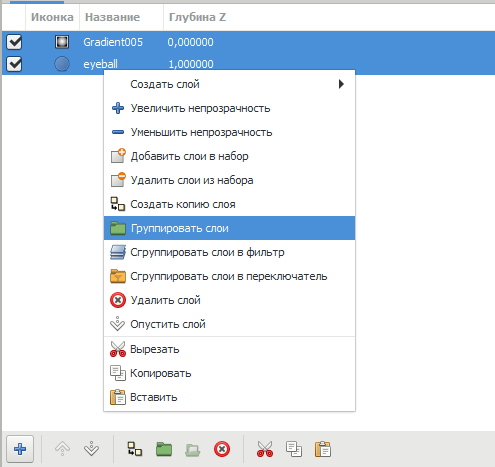 Иконка Название Глубина Z
Gradient005 0,000000
eyeball 1,000000
Создать слой
Увеличить непрозрачность
Уменьшить непрозрачность
Добавить слои в набор
Удалить слои из набора
Создать копию слоя
Группировать слои
Сгруппировать слои в фильтр
Сгруппировать слои в переключатель
Удалить слой
Опустить слой
Вырезать
Копировать
Вставить